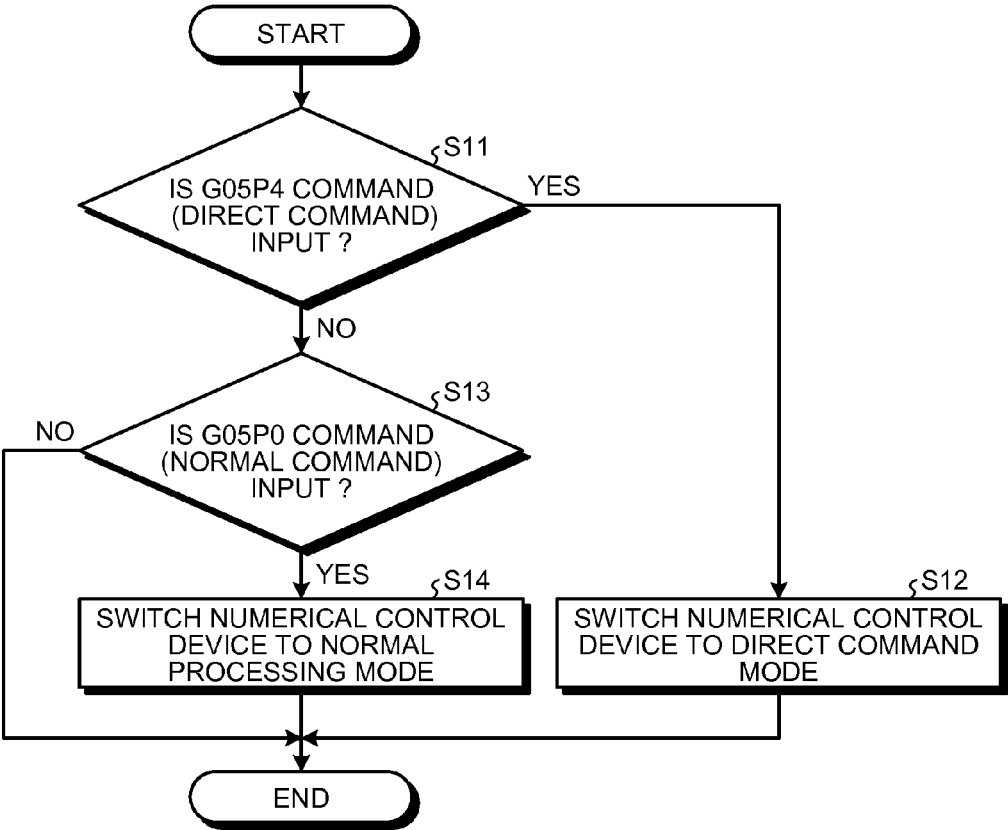 START
S11
IS G05P4 COMMAND
(DIRECT COMMAND)
INPUT ?
YES
NO
S13
NO
IS G05P0 COMMAND
(NORMAL COMMAND)
INPUT ?
YES
S14
SWITCH NUMERICAL CONTROL
DEVICE TO NORMAL
PROCESSING MODE
S12
SWITCH NUMERICAL CONTROL
DEVICE TO DIRECT COMMAND
MODE
END